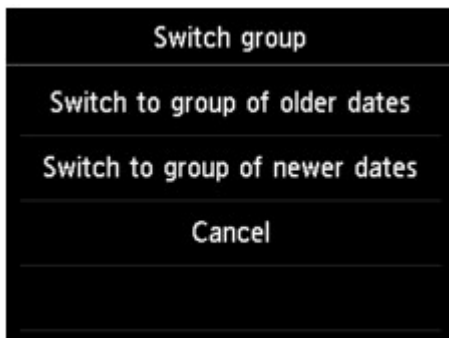 Switch group
Switch to group of older dates
Switch to group of newer dates
Cancel